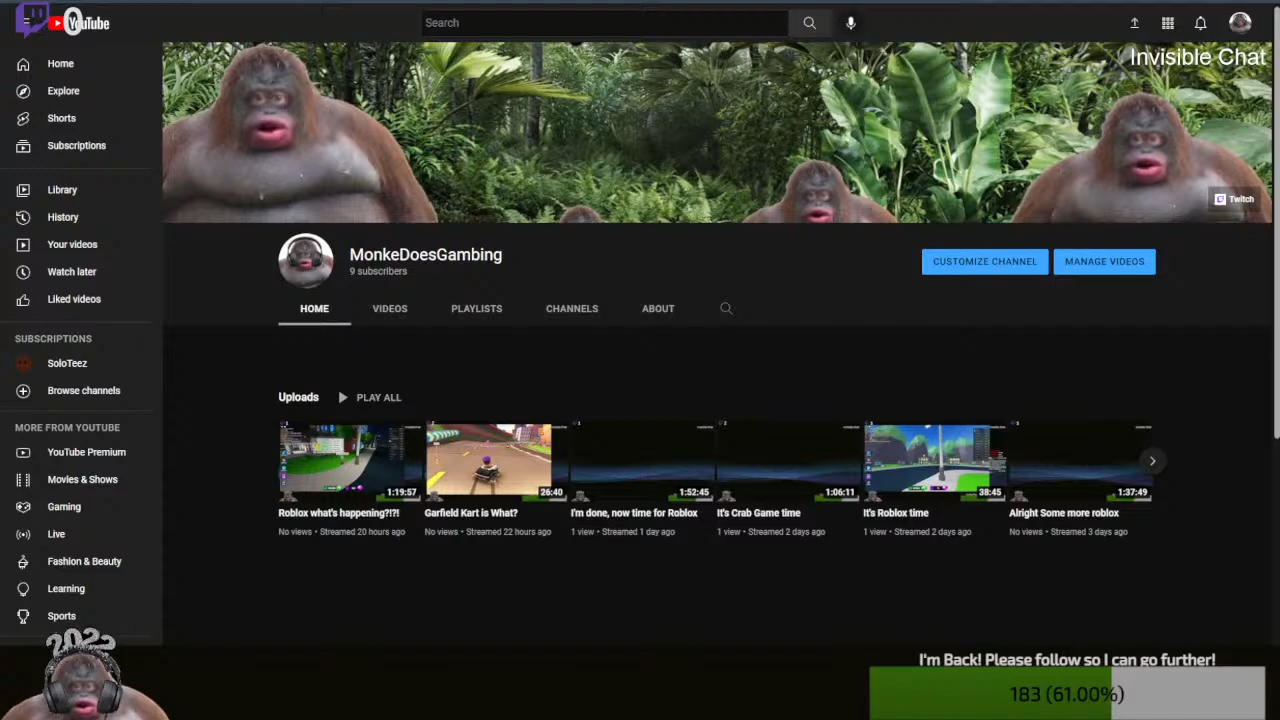 0
YouTube
Search
Invisible Chat
Home
Explore
Shorts
Subscriptions
Library
History
Your videos
Watch later
Liked videos
SUBSCRIPTIONS
SoloTeez
Browse channels
MORE FROM YOUTUBE
YouTube Premium
Movies & Shows
Gaming
Live
Fashion & Beauty
Learning
Sports
Twitch
MonkeDoesGambing
9 subscribers
CUSTOMIZE CHANNEL
MANAGE VIDEOS
HOME VIDEOS PLAYLISTS CHANNELS ABOUT
Uploads PLAY ALL
1:19:57
Roblox what's happening?!?!
No views • Streamed 20 hours ago
26:40
Garfield Kart is What?
No views • Streamed 22 hours ago
1:52:45
I'm done, now time for Roblox
1 view • Streamed 1 day ago
1:06:11
It's Crab Game time
1 view • Streamed 2 days ago
38:45
It's Roblox time
1 view • Streamed 2 days ago
1:37:49
Alright Some more roblox
No views • Streamed 3 days ago
2022
I'm Back! Please follow so I can go further!
183 (61.00%)